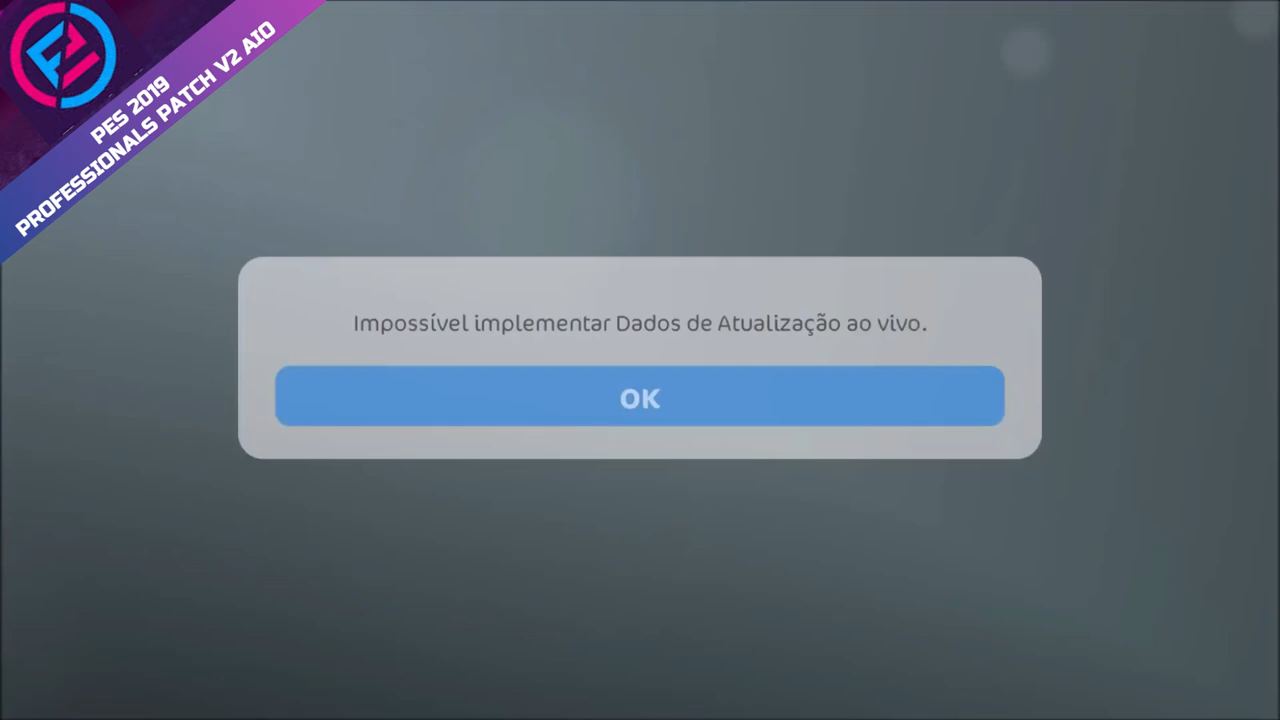 PES 2019
PROFESSIONALS PATCH V2 AIO
Impossível implementar Dados de Atualização ao vivo.
OK